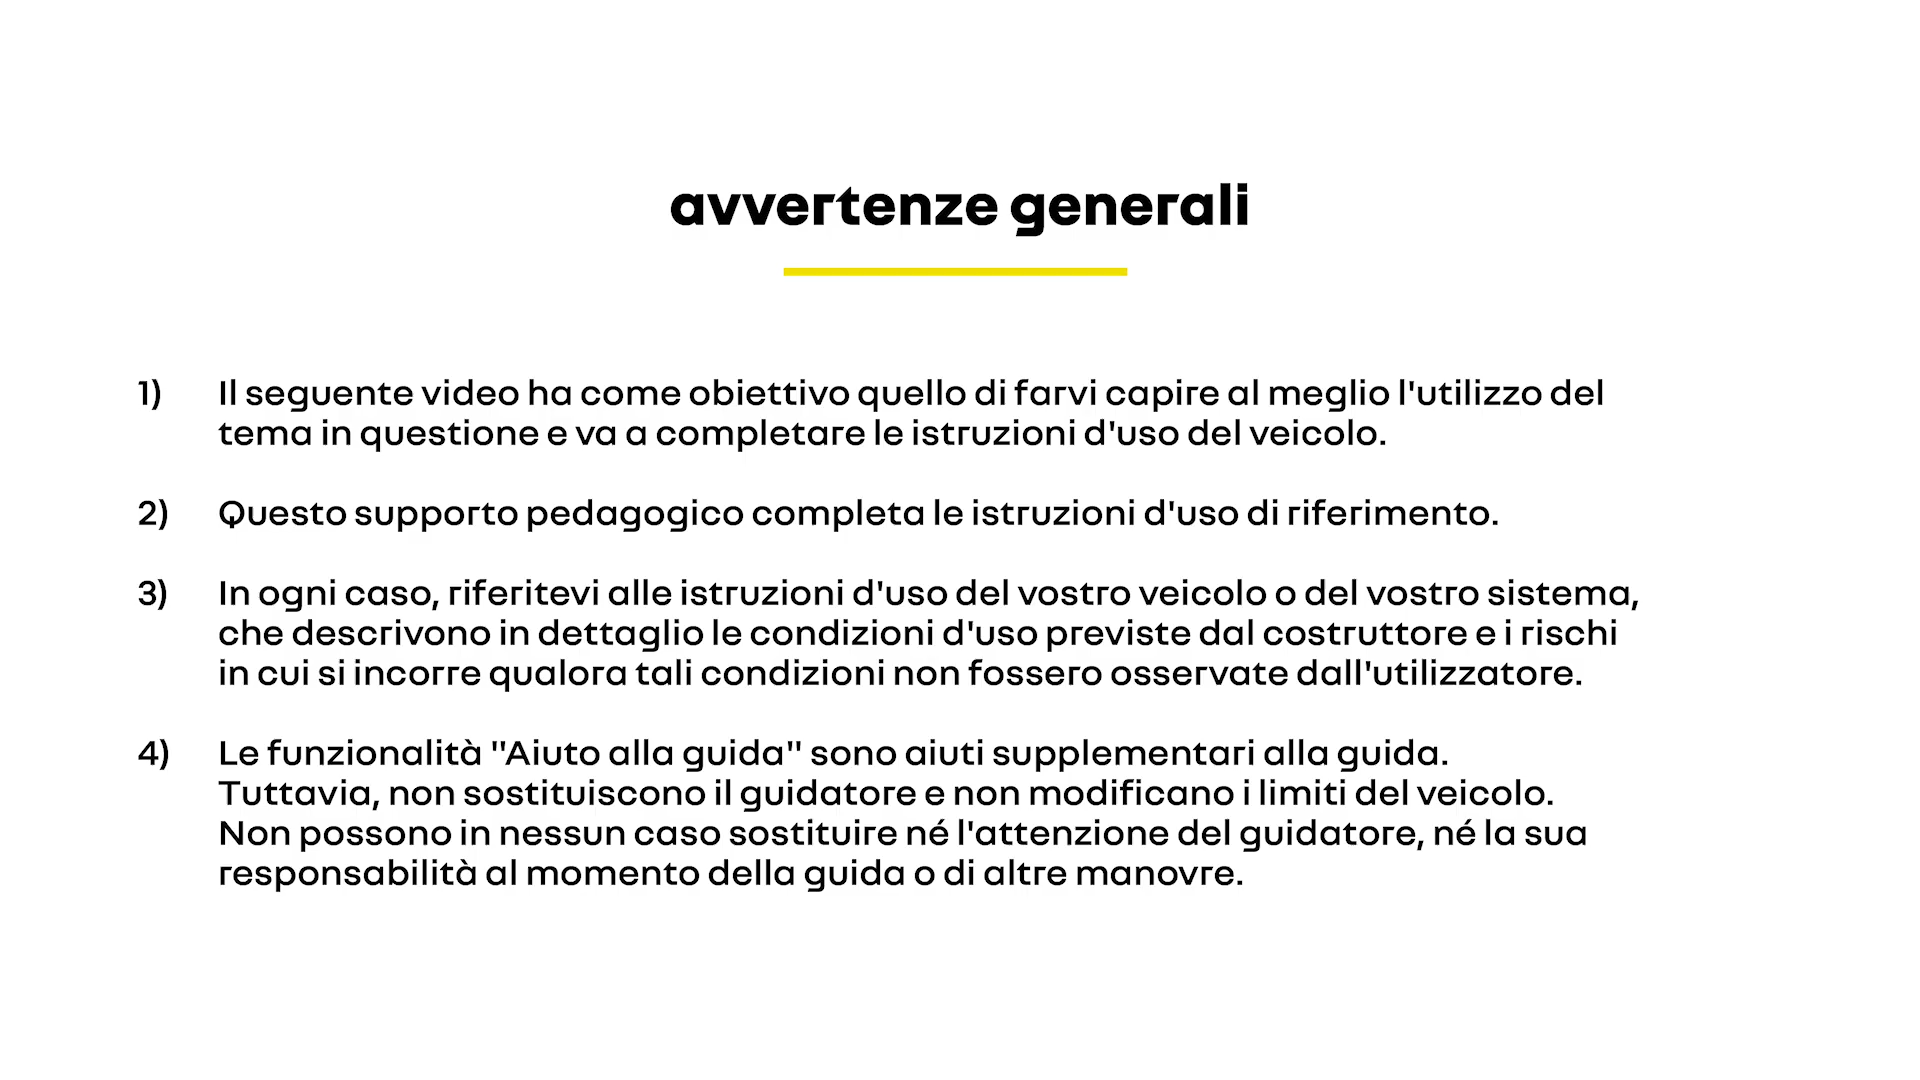 avvertenze generali
1) Il seguente video ha come obiettivo quello di farvi capire al meglio l'utilizzo del
tema in questione e va a completare le istruzioni d'uso del veicolo.
2) Questo supporto pedagogico completa le istruzioni d'uso di riferimento.
3) In ogni caso, riferitevi alle istruzioni d'uso del vostro veicolo o del vostro sistema,
che descrivono in dettaglio le condizioni d'uso previste dal costruttore e i rischi
in cui si incorre qualora tali condizioni non fossero osservate dall'utilizzatore.
4) Le funzionalità "Aiuto alla guida" sono aiuti supplementari alla guida.
Tuttavia, non sostituiscono il guidatore e non modificano i limiti del veicolo.
Non possono in nessun caso sostituire né l'attenzione del guidatore, né la sua
responsabilità al momento della guida o di altre manovre.